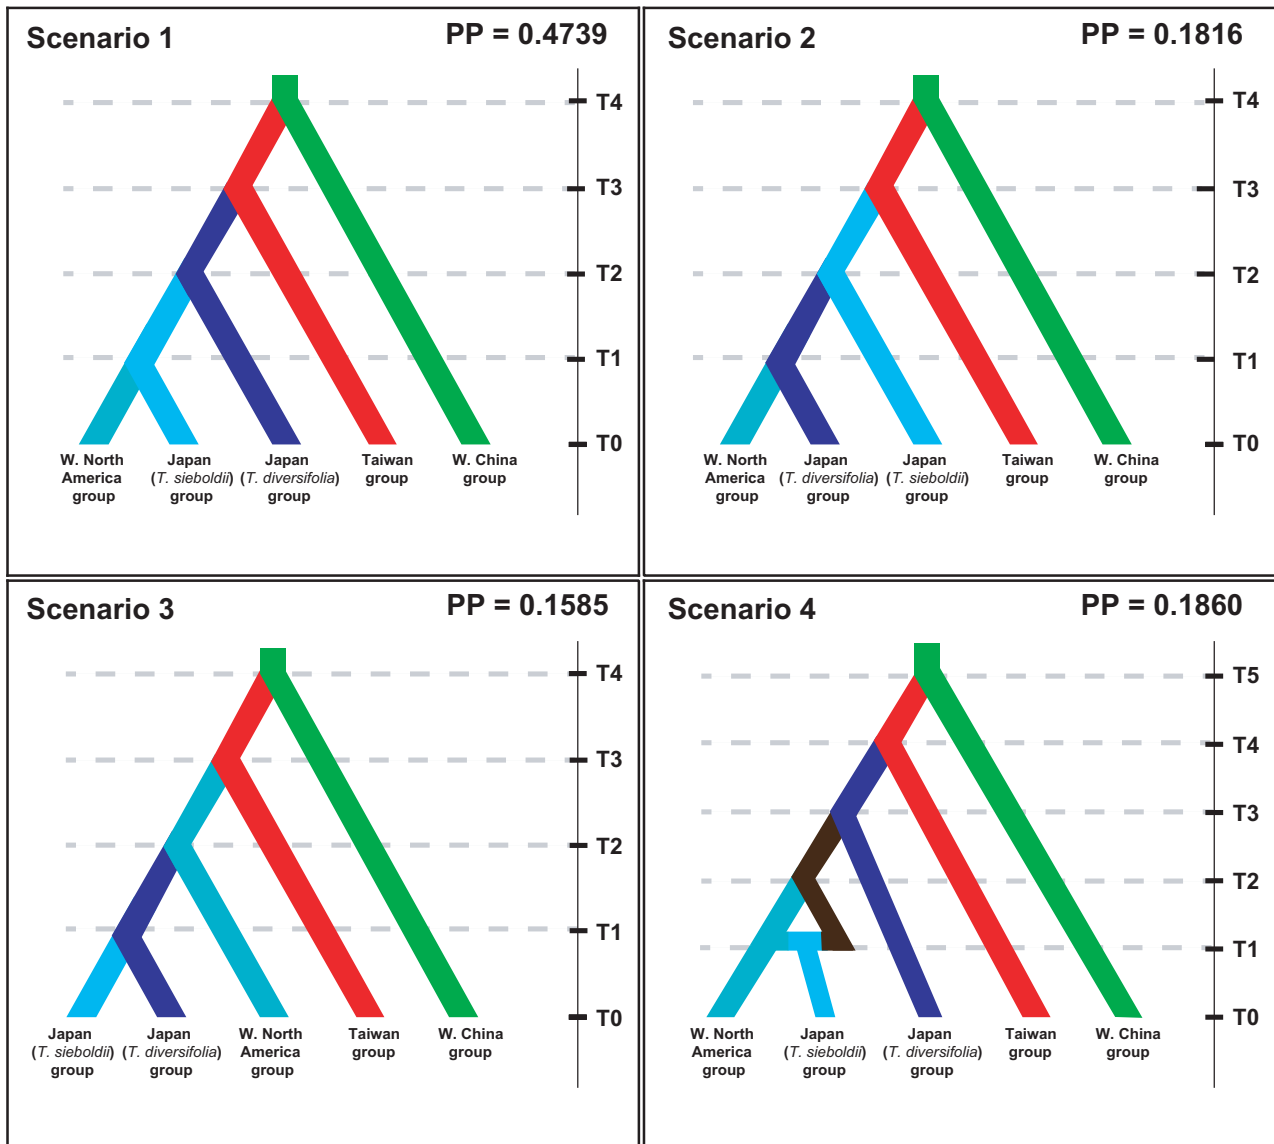 Scenario 1
PP = 0.4739
T4
T3
T2
T1
T0
W. North America group
Japan (T. sieboldii) group
Japan (T. diversifolia) group
Taiwan group
W. China group
Scenario 2
PP = 0.1816
T4
T3
T2
T1
T0
W. North America group
Japan (T. diversifolia) group
Japan (T. sieboldii) group
Taiwan group
W. China group
Scenario 3
PP = 0.1585
T4
T3
T2
T1
T0
Japan (T. sieboldii) group
Japan (T. diversifolia) group
W. North America group
Taiwan group
W. China group
Scenario 4
PP = 0.1860
T5
T4
T3
T2
T1
T0
W. North America group
Japan (T. sieboldii) group
Japan (T. diversifolia) group
Taiwan group
W. China group